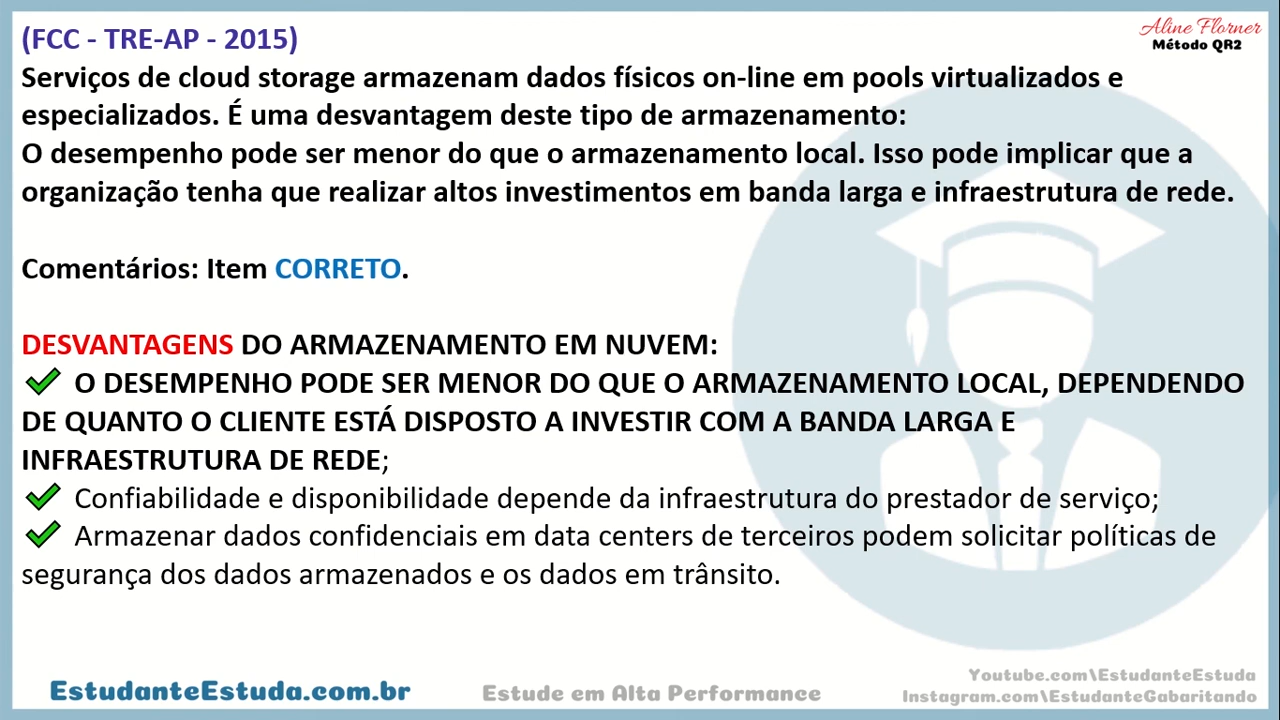 (FCC - TRE-AP - 2015)
Aline Florner
Método QR2
Serviços de cloud storage armazenam dados físicos on-line em pools virtualizados e
especializados. É uma desvantagem deste tipo de armazenamento:
O desempenho pode ser menor do que o armazenamento local. Isso pode implicar que a
organização tenha que realizar altos investimentos em banda larga e infraestrutura de rede.
Comentários: Item CORRETO.
DESVANTAGENS DO ARMAZENAMENTO EM NUVEM:
O DESEMPENHO PODE SER MENOR DO QUE O ARMAZENAMENTO LOCAL, DEPENDENDO
DE QUANTO O CLIENTE ESTÁ DISPOSTO A INVESTIR COM A BANDA LARGA E
INFRAESTRUTURA DE REDE;
Confiabilidade e disponibilidade depende da infraestrutura do prestador de serviço;
Armazenar dados confidenciais em data centers de terceiros podem solicitar políticas de
segurança dos dados armazenados e os dados em trânsito.
EstudanteEstuda.com.br
Estude em Alta Performance
Youtube.com\EstudanteEstuda
Instagram.com\EstudanteGabaritando